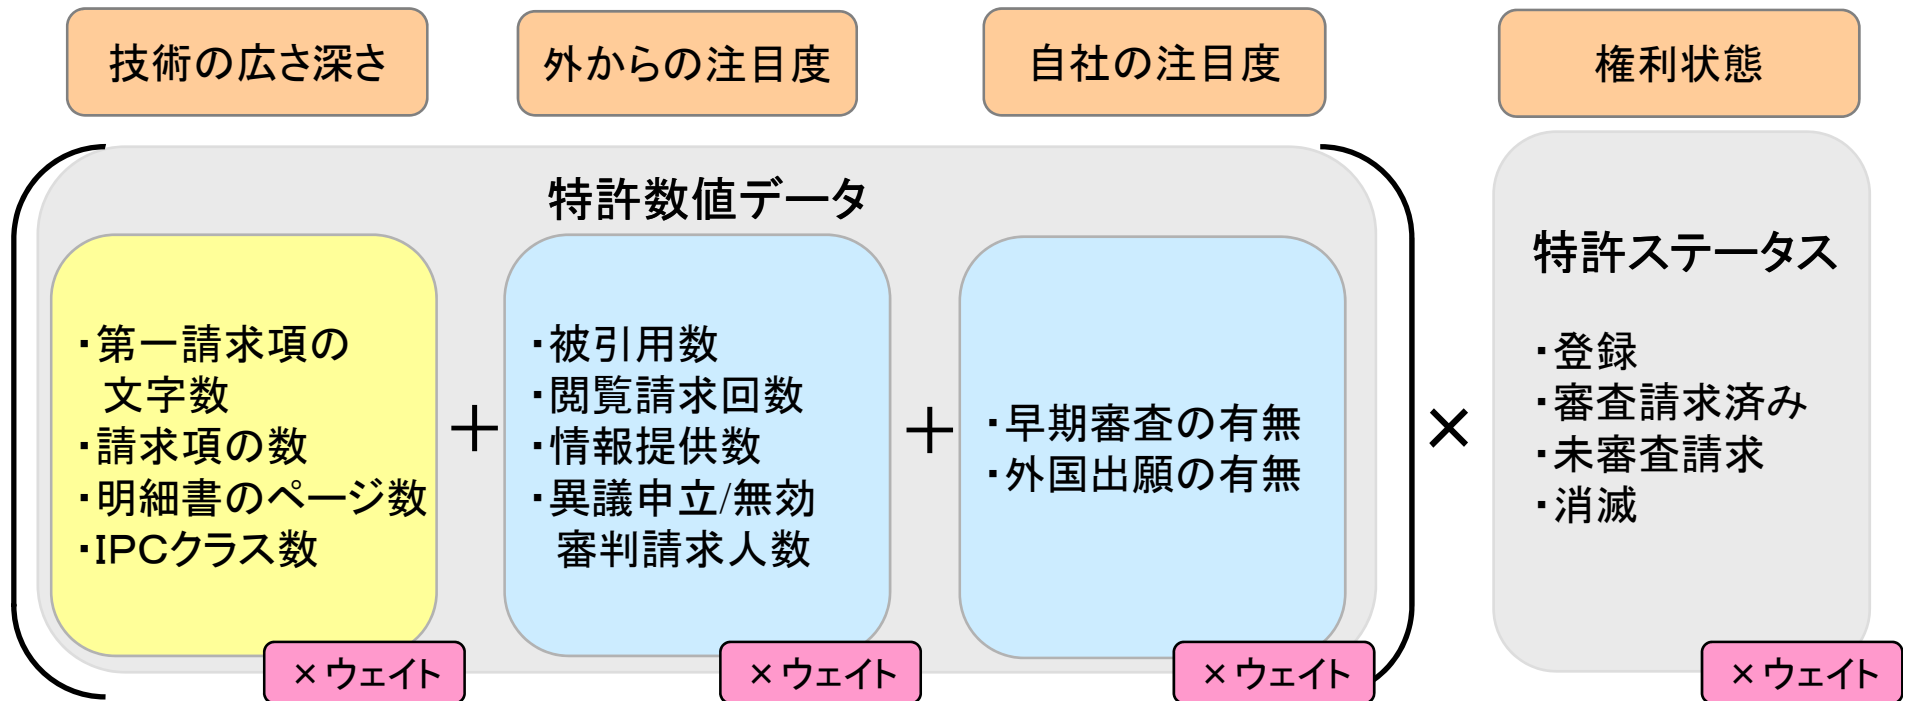 技術の広さ深さ
外からの注目度
自社の注目度
権利状態
特許数値データ
・第一請求項の
文字数
・請求項の数
・明細書のページ数
・IPCクラス数
×ウェイト
＋
・被引用数
・閲覧請求回数
・情報提供数
・異議申立/無効
審判請求人数
×ウェイト
＋
・早期審査の有無
・外国出願の有無
×ウェイト
×
特許ステータス
・登録
・審査請求済み
・未審査請求
・消滅
×ウェイト